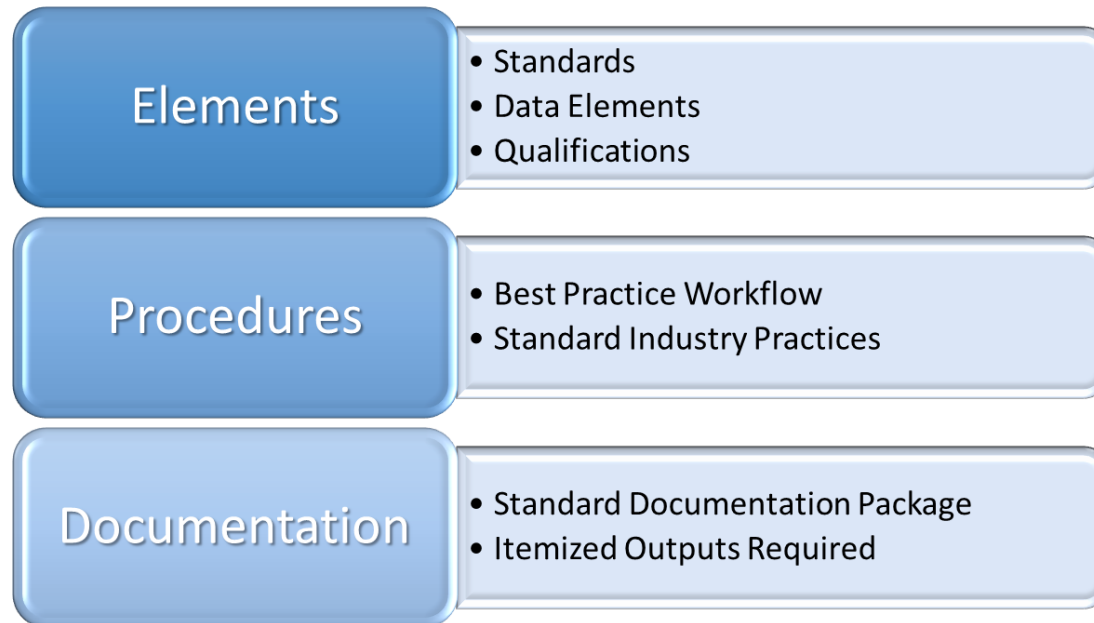 Elements
• Standards
• Data Elements
• Qualifications
Procedures
• Best Practice Workflow
• Standard Industry Practices
Documentation
• Standard Documentation Package
• Itemized Outputs Required